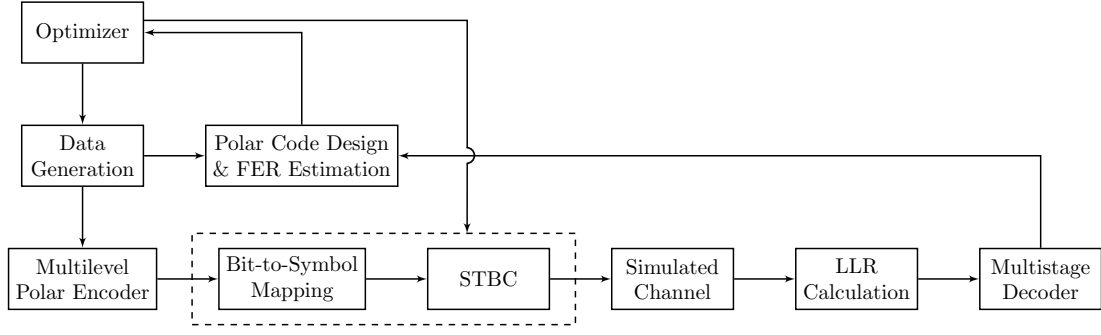 Optimizer
Data
Generation
Polar Code Design
& FER Estimation
Multilevel
Polar Encoder
Bit-to-Symbol
Mapping
STBC
Simulated
Channel
LLR
Calculation
Multistage
Decoder